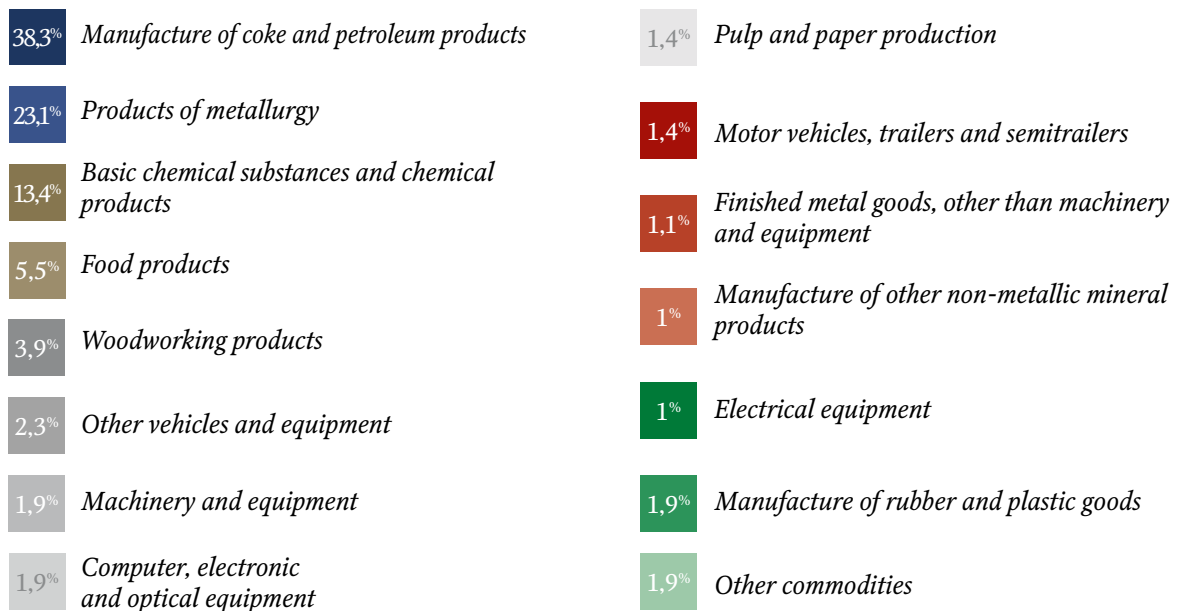 38,3% Manufacture of coke and petroleum products
23,1% Products of metallurgy
13,4% Basic chemical substances and chemical
products
5,5% Food products
3,9% Woodworking products
2,3% Other vehicles and equipment
1,9% Machinery and equipment
1,9% Computer, electronic
and optical equipment
1,4% Pulp and paper production
1,4% Motor vehicles, trailers and semitrailers
1,1% Finished metal goods, other than machinery
and equipment
1% Manufacture of other non-metallic mineral
products
1% Electrical equipment
1,9% Manufacture of rubber and plastic goods
1,9% Other commodities